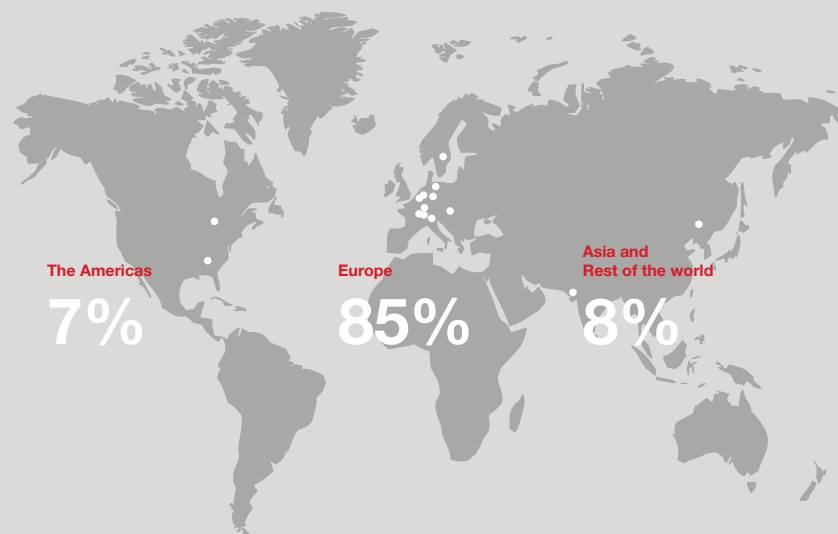 The Americas
7%
Europe
85%
Asia and
Rest of the world
8%